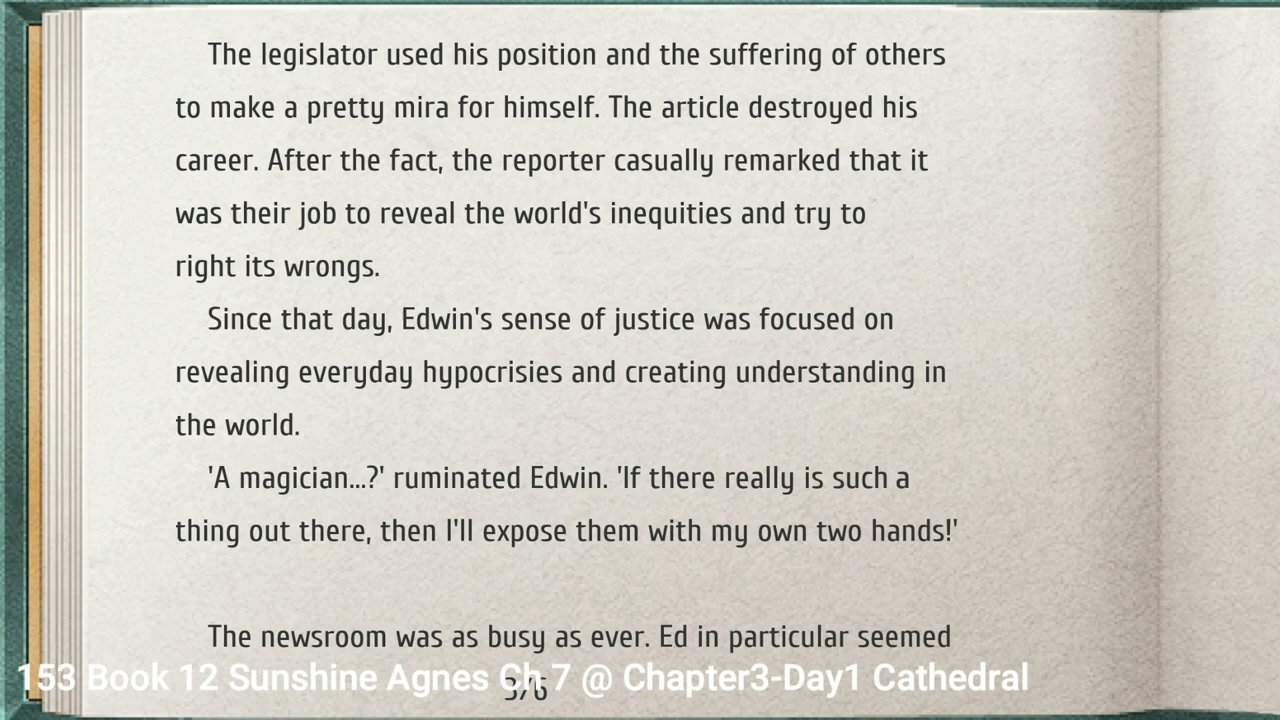 The legislator used his position and the suffering of others
to make a pretty mira for himself. The article destroyed his
career. After the fact, the reporter casually remarked that it
was their job to reveal the world's inequities and try to
right its wrongs.
Since that day, Edwin's sense of justice was focused on
revealing everyday hypocrisies and creating understanding in
the world.
'A magician...?' ruminated Edwin. 'If there really is such a
thing out there, then I'll expose them with my own two hands!'
The newsroom was as busy as ever. Ed in particular seemed
153 Book 12 Sunshine Agnes Ch 7 @ Chapter3-Day1 Cathedral
3/6